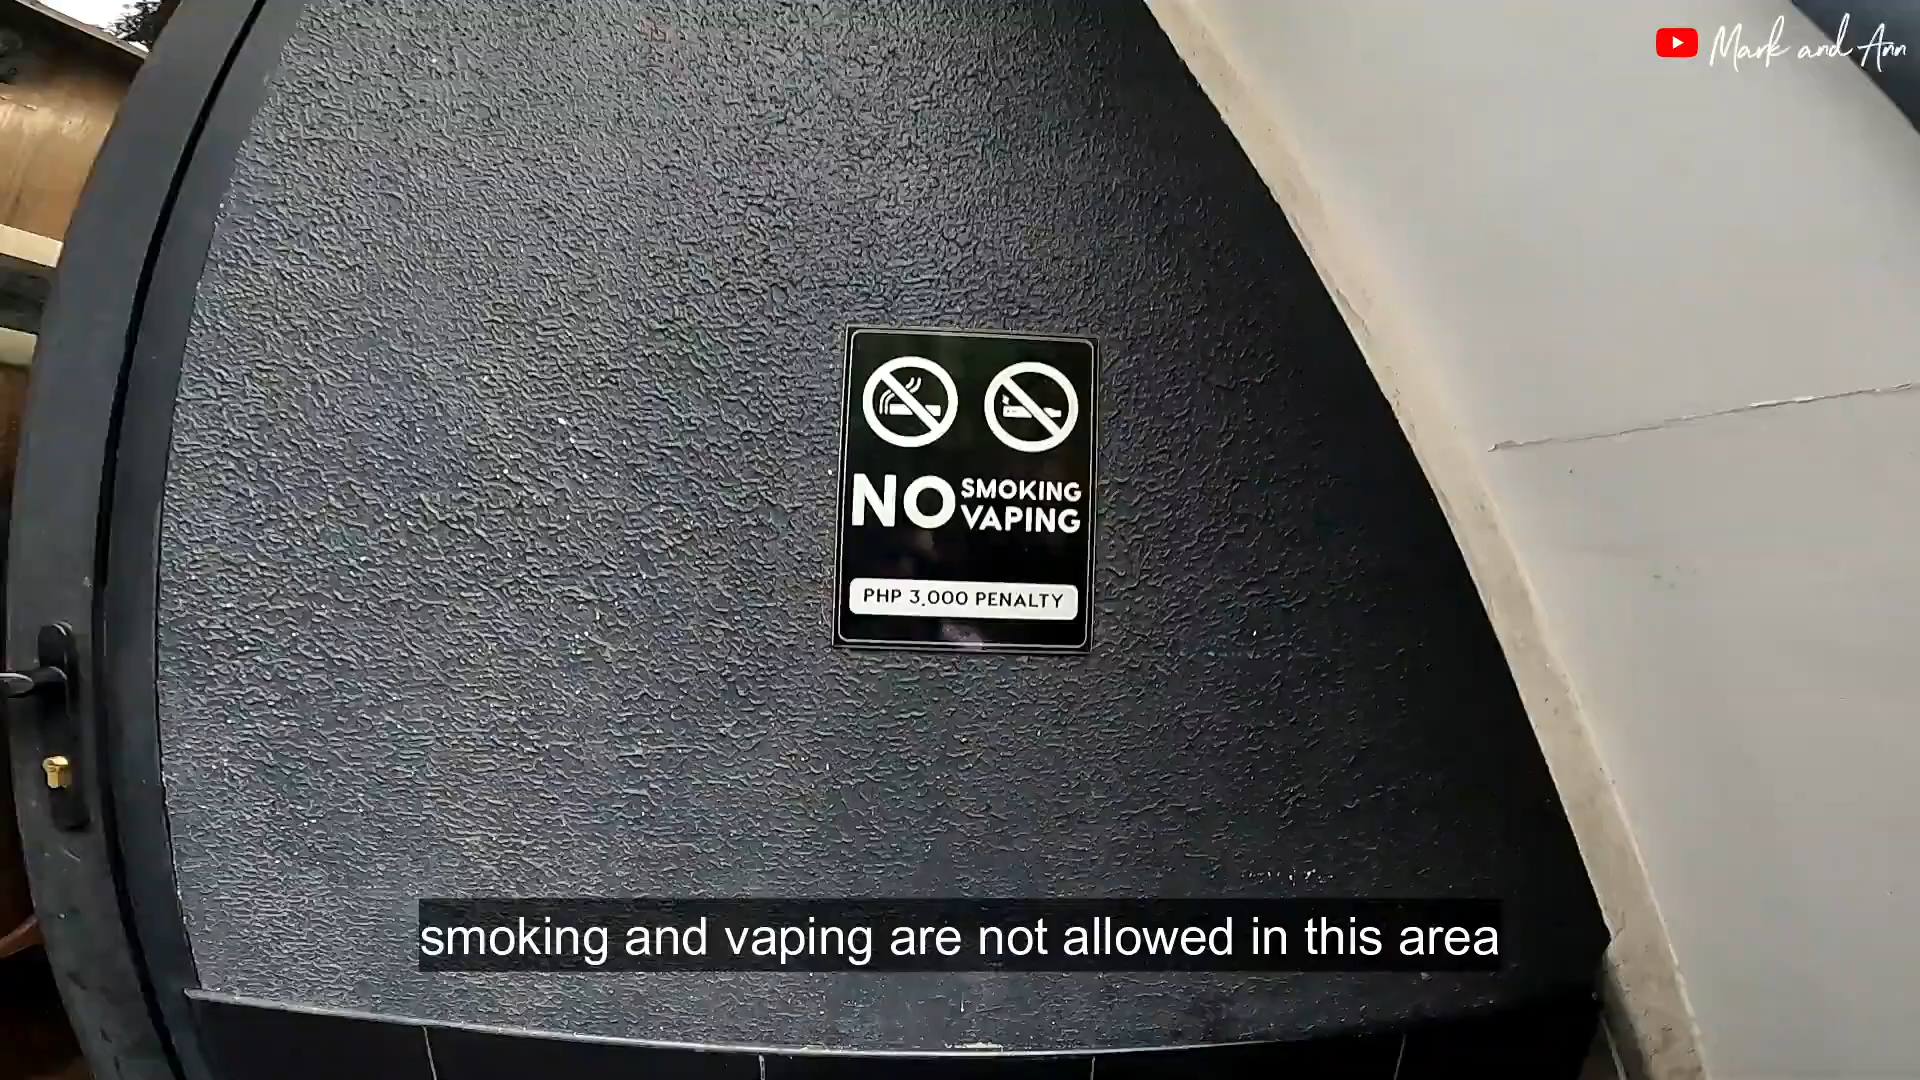 Mark and Ann
NO SMOKING
VAPING
PHP 3,000 PENALTY
smoking and vaping are not allowed in this area